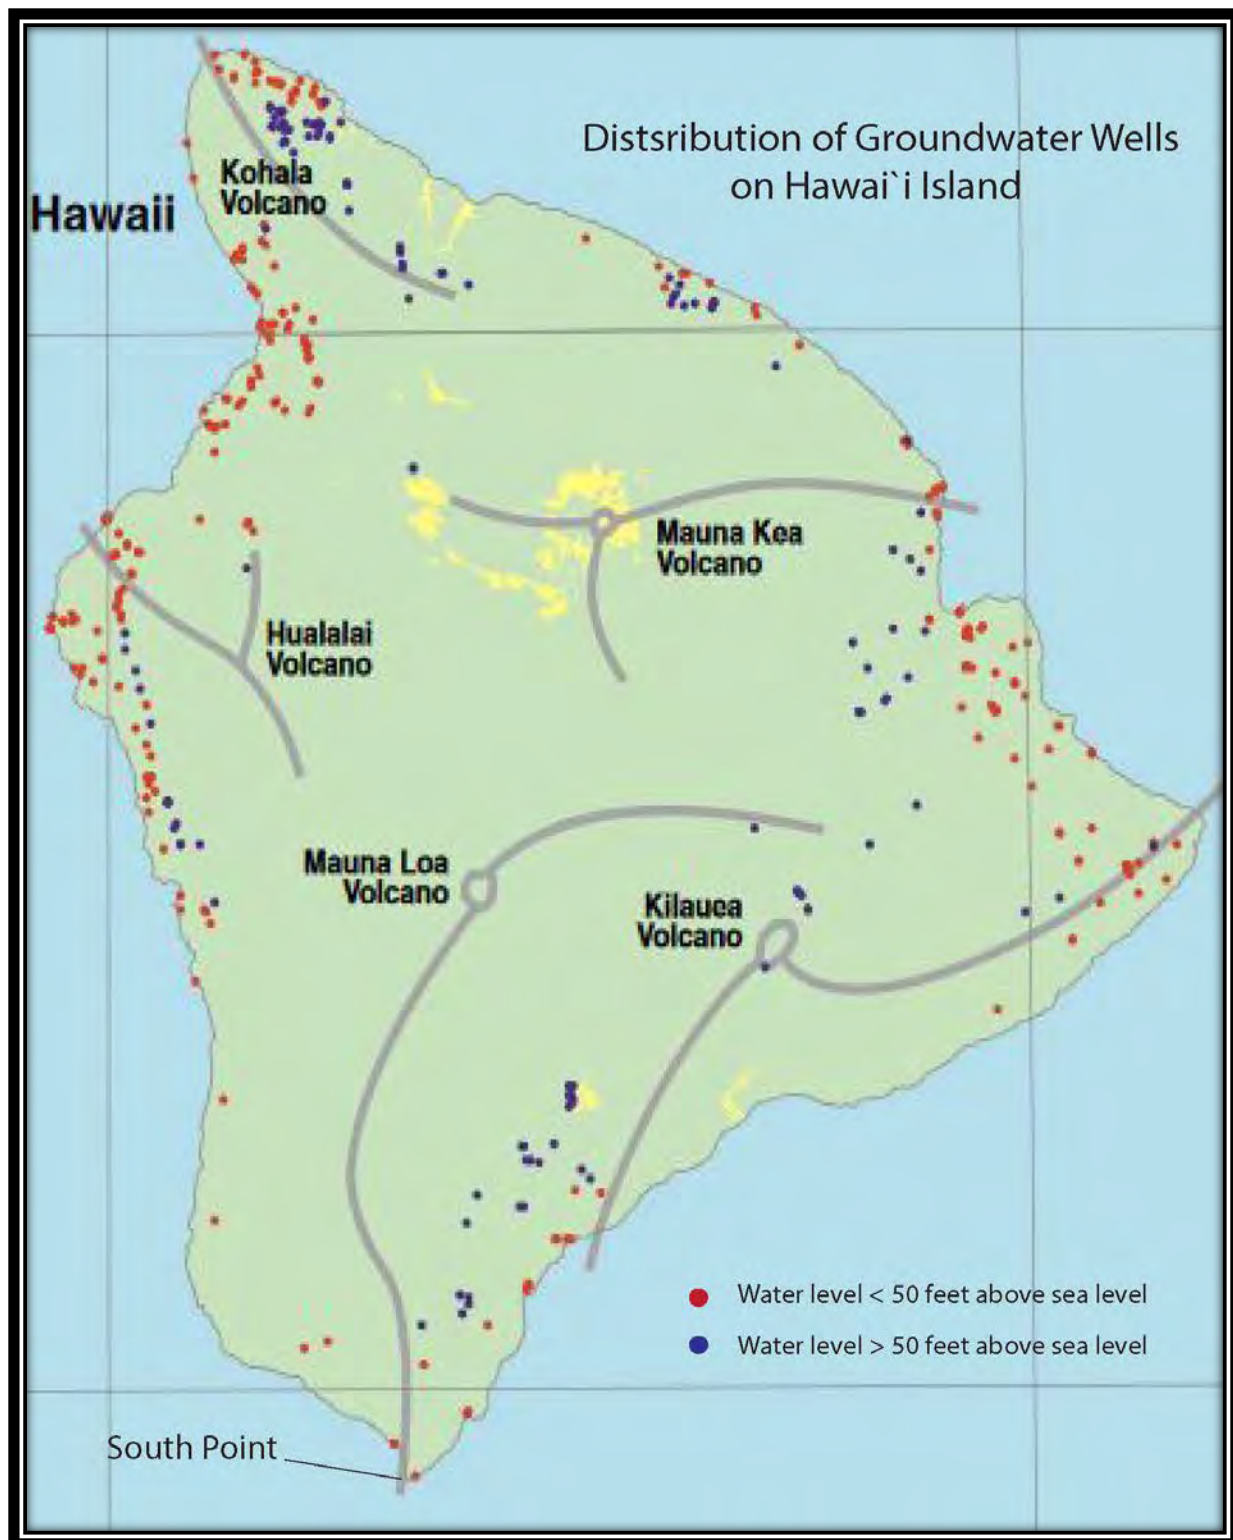 Distsribution of Groundwater Wells
on Hawai`i Island
Kohala
Volcano
Hawaii
Mauna Kea
Volcano
Hualalai
Volcano
Mauna Loa
Volcano
Kilauea
Volcano
Water level < 50 feet above sea level
Water level > 50 feet above sea level
South Point